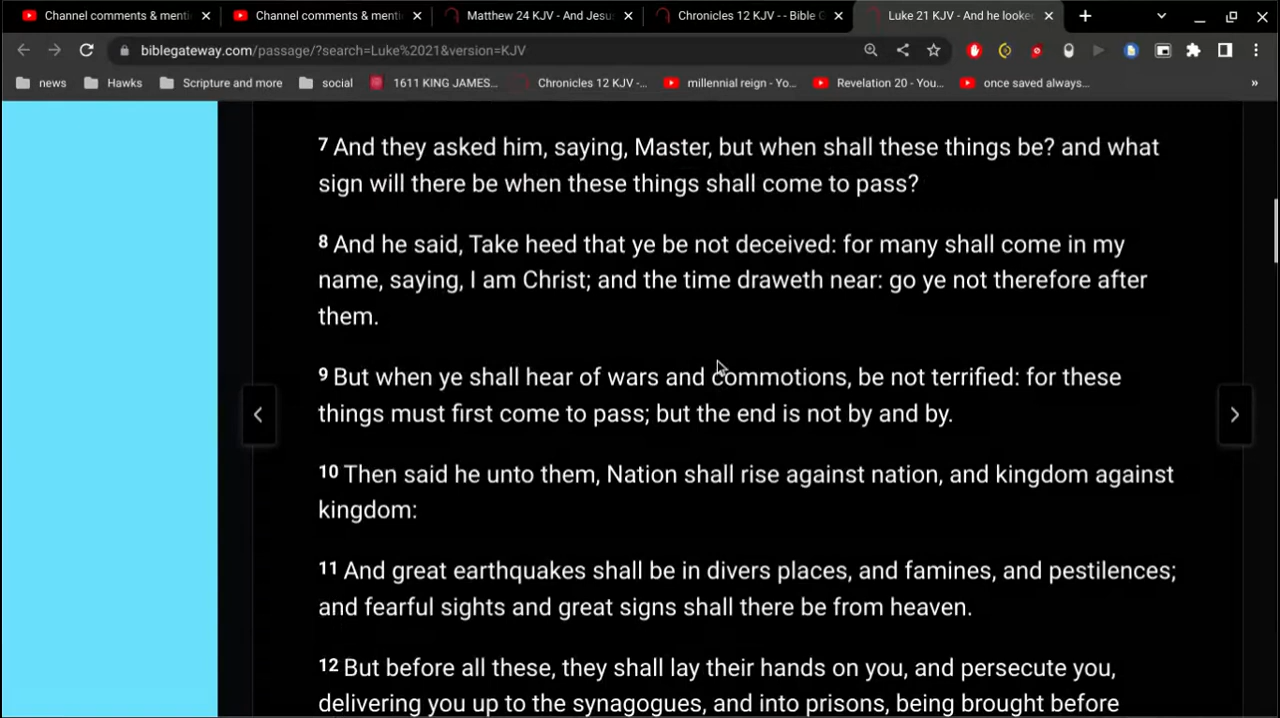 Channel comments & menti
Channel comments & menti
Matthew 24 KJV - And Jesu
Chronicles 12 KJV - - Bible G
Luke 21 KJV - And he looke
biblegateway.com/passage/?search=Luke%2021&version=KJV
news
Hawks
Scripture and more
social
1611 KING JAMES...
Chronicles 12 KJV -...
millennial reign - Yo...
Revelation 20 - You...
once saved always...
»
7 And they asked him, saying, Master, but when shall these things be? and what
sign will there be when these things shall come to pass?
8 And he said, Take heed that ye be not deceived: for many shall come in my
name, saying, I am Christ; and the time draweth near: go ye not therefore after
them.
9 But when ye shall hear of wars and commotions, be not terrified: for these
things must first come to pass; but the end is not by and by.
10 Then said he unto them, Nation shall rise against nation, and kingdom against
kingdom:
11 And great earthquakes shall be in divers places, and famines, and pestilences;
and fearful sights and great signs shall there be from heaven.
12 But before all these, they shall lay their hands on you, and persecute you,
delivering you up to the synagogues, and into prisons, being brought before